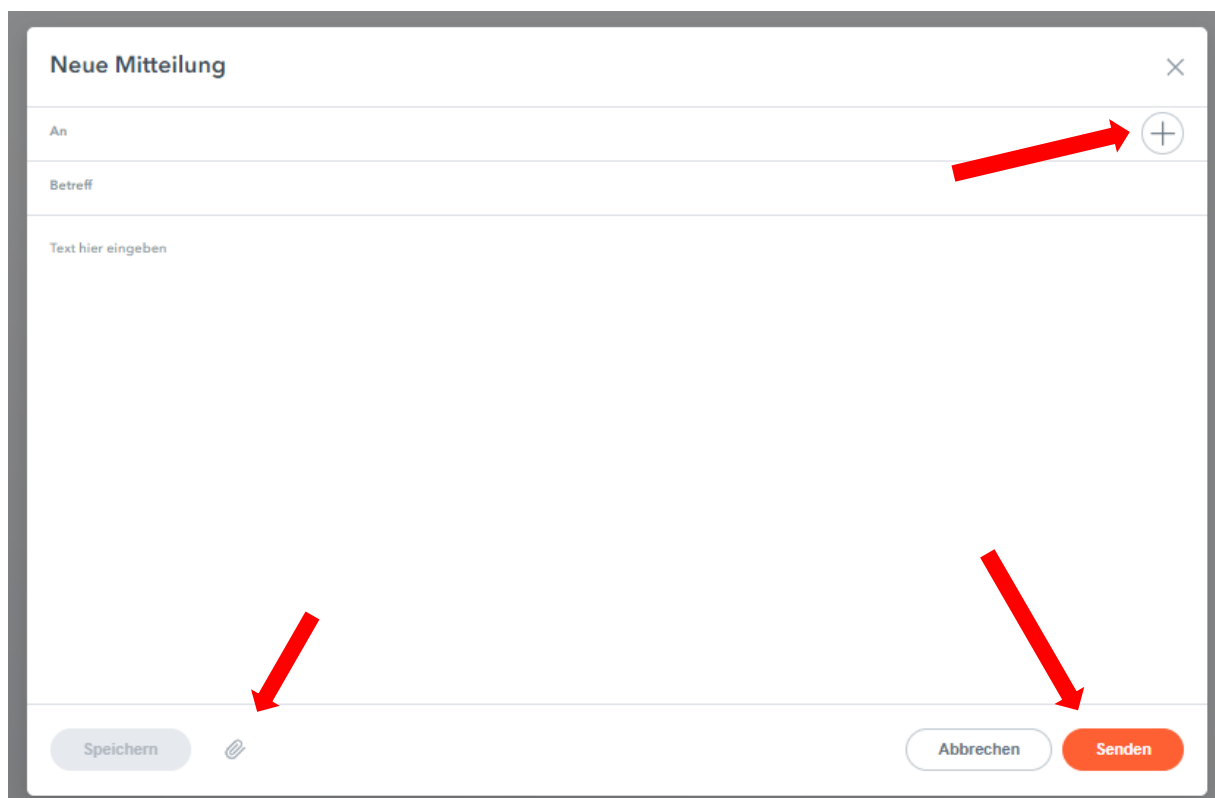 Neue Mitteilung
An
Betreff
Text hier eingeben
Speichern
Abbrechen
Senden